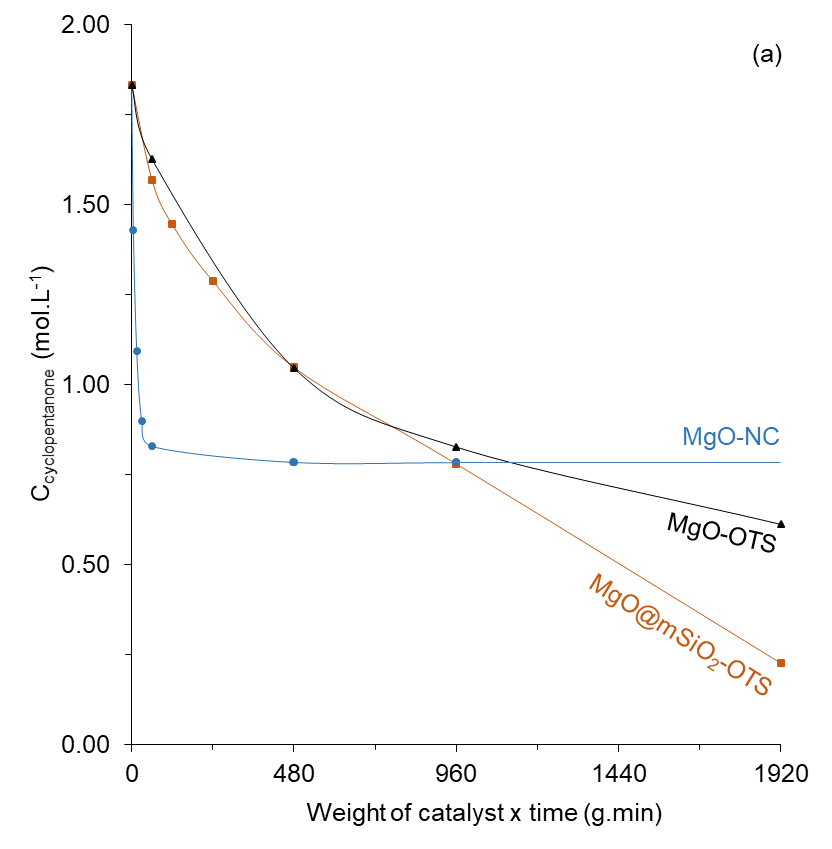 2.00
(a)
1.50
1.00
0.50
0.00
C cyclopentanone (mol.L-1)
MgO-NC
MgO-OTS
MgO@mSiO2-OTS
0 480 960 1440 1920
Weight of catalyst x time (g.min)